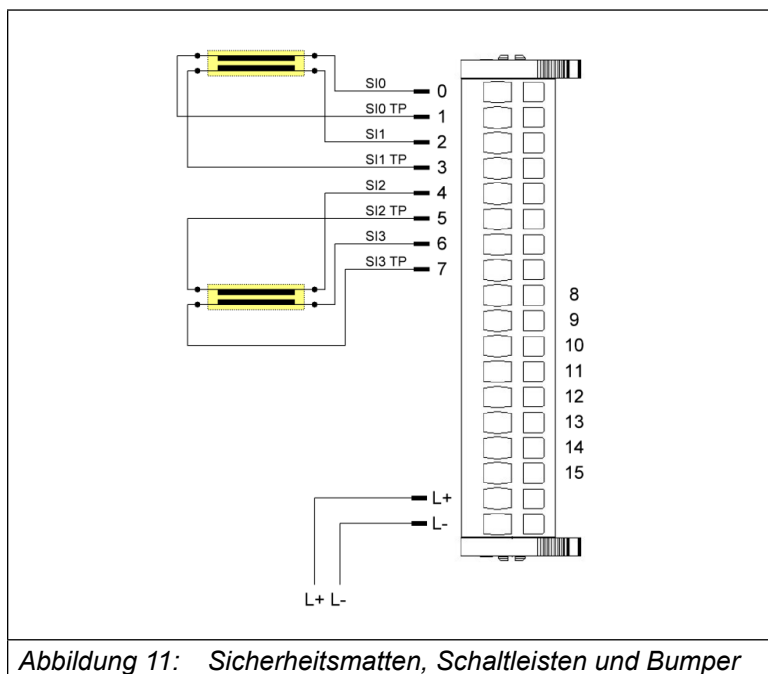 SI0
0
SI0 TP
1
SI1
2
SI1 TP
3
SI2
4
SI2 TP
5
SI3
6
SI3 TP
7
8
9
10
11
12
13
14
15
L+
L-
L+ L-
Abbildung 11: Sicherheitsmatten, Schaltleisten und Bumper